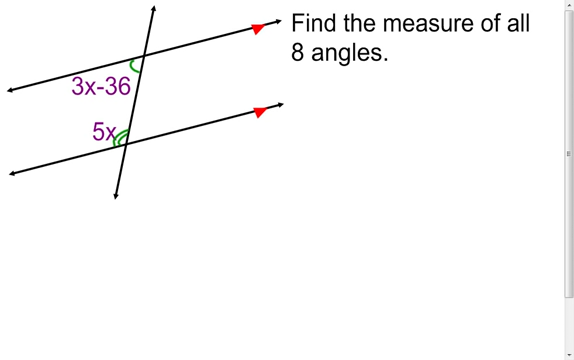 Find the measure of all
8 angles.
3x-36
5x